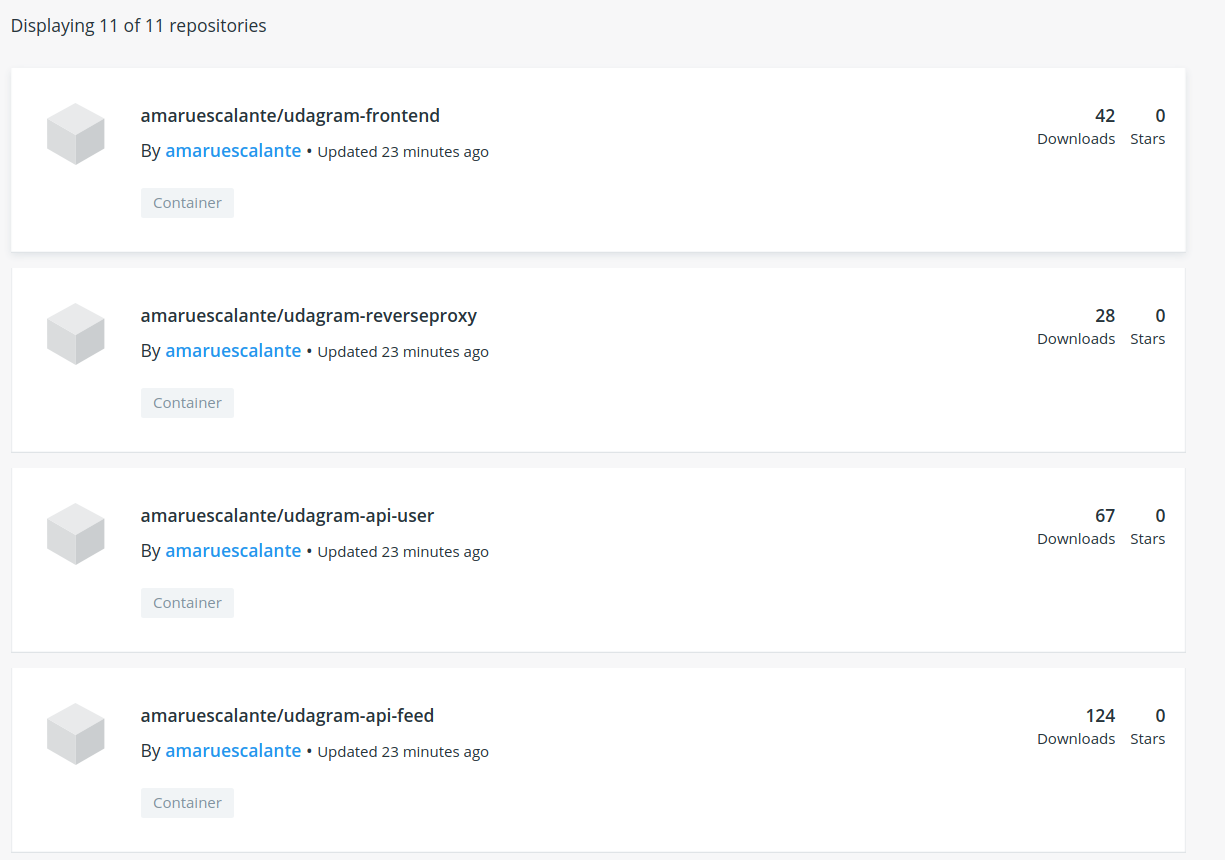 Displaying 11 of 11 repositories
amaruescalante/udagram-frontend
42 0
By amaruescalante • Updated 23 minutes ago
Downloads Stars
Container
amaruescalante/udagram-reverseproxy
28 0
By amaruescalante • Updated 23 minutes ago
Downloads Stars
Container
amaruescalante/udagram-api-user
67 0
By amaruescalante • Updated 23 minutes ago
Downloads Stars
Container
amaruescalante/udagram-api-feed
124 0
By amaruescalante • Updated 23 minutes ago
Downloads Stars
Container